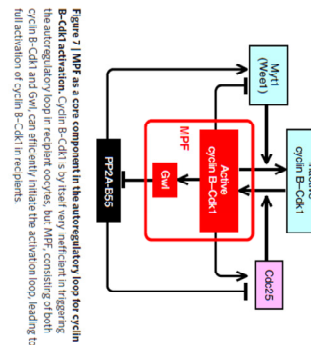 Myt1
(Wee1)
cyclin B–Cdk1
MPF
Active
cyclin B–Cdk1
Gwl
Cdc25
PP2A-B55
Figure 7 | MPF as a core component in the autoregulatory loop for cyclin
B–Cdk1 activation. Cyclin B–Cdk1 is by itself very inefficient in triggering
the autoregulatory loop in recipient oocytes, but MPF, consisting of both
cyclin B–Cdk1 and Gwl, can efficiently initiate the activation loop, leading to
full activation of cyclin B–Cdk1 in recipients